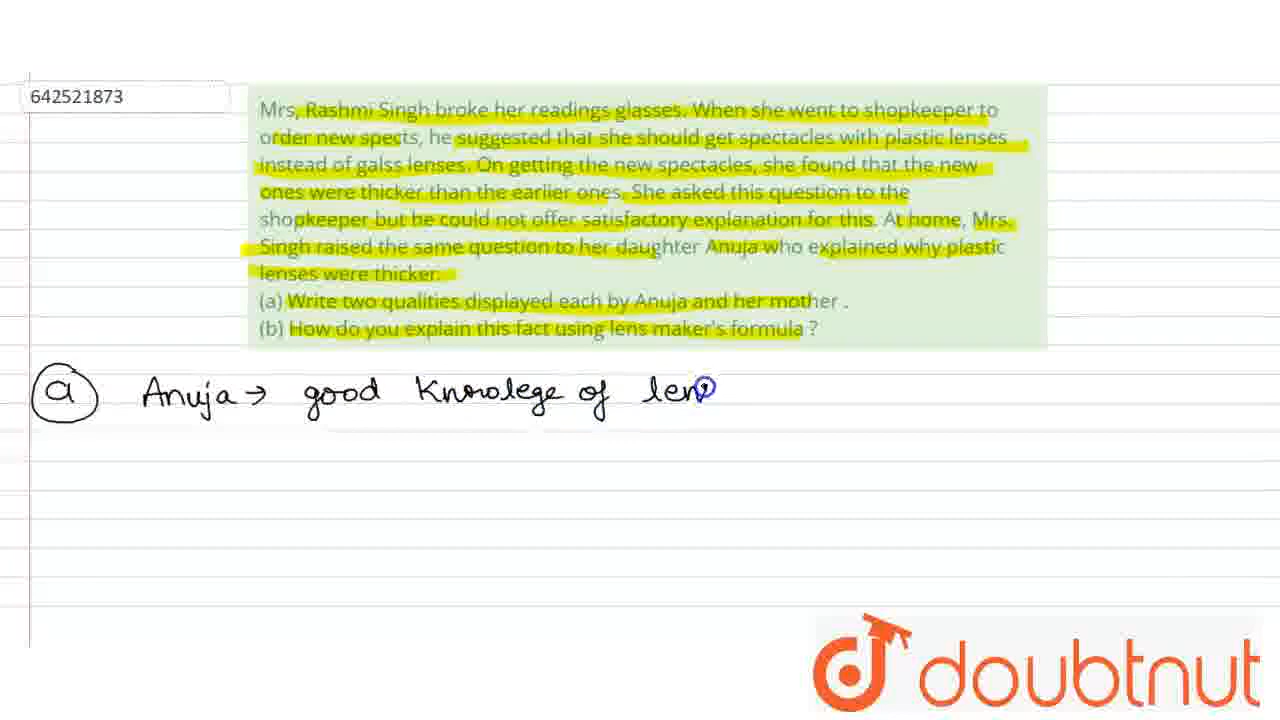 642521873
Mrs, Rashmi Singh broke her readings glasses. When she went to shopkeeper to
order new spects, he suggested that she should get spectacles with plastic lenses
instead of galss lenses. On getting the new spectacles, she found that the new
ones were thicker than the earlier ones. She asked this question to the
shopkeeper but he could not offer satisfactory explanation for this. At home, Mrs.
Singh raised the same question to her daughter Anuja who explained why plastic
lenses were thicker.
(a) Write two qualities displayed each by Anuja and her mother .
(b) How do you explain this fact using lens maker's formula ?
a Anuja → good Knowlege of len
doubtnut